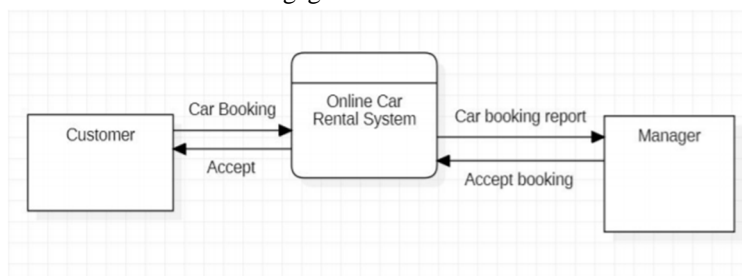 Customer
Car Booking
Accept
Online Car
Rental System
Car booking report
Accept booking
Manager